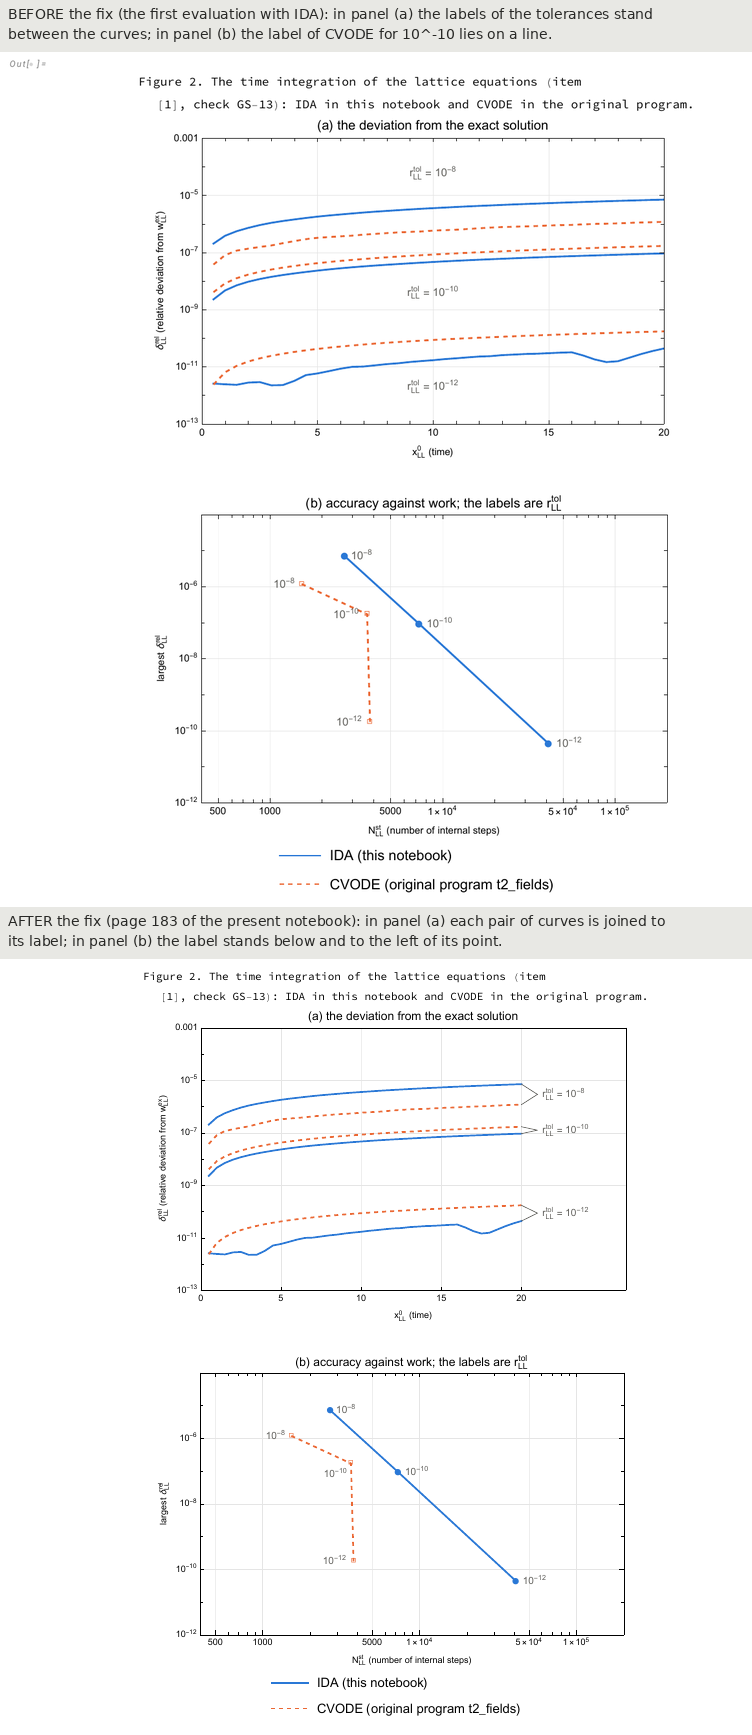 BEFORE the fix (the first evaluation with IDA): in panel (a) the labels of the tolerances stand
between the curves; in panel (b) the label of CVODE for 10^-10 lies on a line.
Out[◦ ]=
Figure 2. The time integration of the lattice equations (item
[1], check GS-13): IDA in this notebook and CVODE in the original program.
(a) the deviation from the exact solution
0.001
10⁻⁵
10⁻⁷
10⁻⁹
10⁻¹¹
10⁻¹³
δ_LL^rel (relative deviation from w_LL^ex)
r_LL^tol = 10⁻⁸
r_LL^tol = 10⁻¹⁰
r_LL^tol = 10⁻¹²
0 5 10 15 20
x_LL^0 (time)
(b) accuracy against work; the labels are r_LL^tol
10⁻⁶
10⁻⁸
10⁻¹⁰
10⁻¹²
largest δ_LL^rel
10⁻⁸
10⁻⁸
10⁻¹⁰
10⁻¹⁰
10⁻¹²
10⁻¹²
500 1000 5000 1×10⁴ 5×10⁴ 1×10⁵
N_LL^st (number of internal steps)
IDA (this notebook)
CVODE (original program t2_fields)
AFTER the fix (page 183 of the present notebook): in panel (a) each pair of curves is joined to
its label; in panel (b) the label stands below and to the left of its point.
Figure 2. The time integration of the lattice equations (item
[1], check GS-13): IDA in this notebook and CVODE in the original program.
(a) the deviation from the exact solution
0.001
10⁻⁵
10⁻⁷
10⁻⁹
10⁻¹¹
10⁻¹³
δ_LL^rel (relative deviation from w_LL^ex)
r_LL^tol = 10⁻⁸
r_LL^tol = 10⁻¹⁰
r_LL^tol = 10⁻¹²
0 5 10 15 20
x_LL^0 (time)
(b) accuracy against work; the labels are r_LL^tol
10⁻⁶
10⁻⁸
10⁻¹⁰
10⁻¹²
largest δ_LL^rel
10⁻⁸
10⁻⁸
10⁻¹⁰
10⁻¹⁰
10⁻¹²
10⁻¹²
500 1000 5000 1×10⁴ 5×10⁴ 1×10⁵
N_LL^st (number of internal steps)
IDA (this notebook)
CVODE (original program t2_fields)